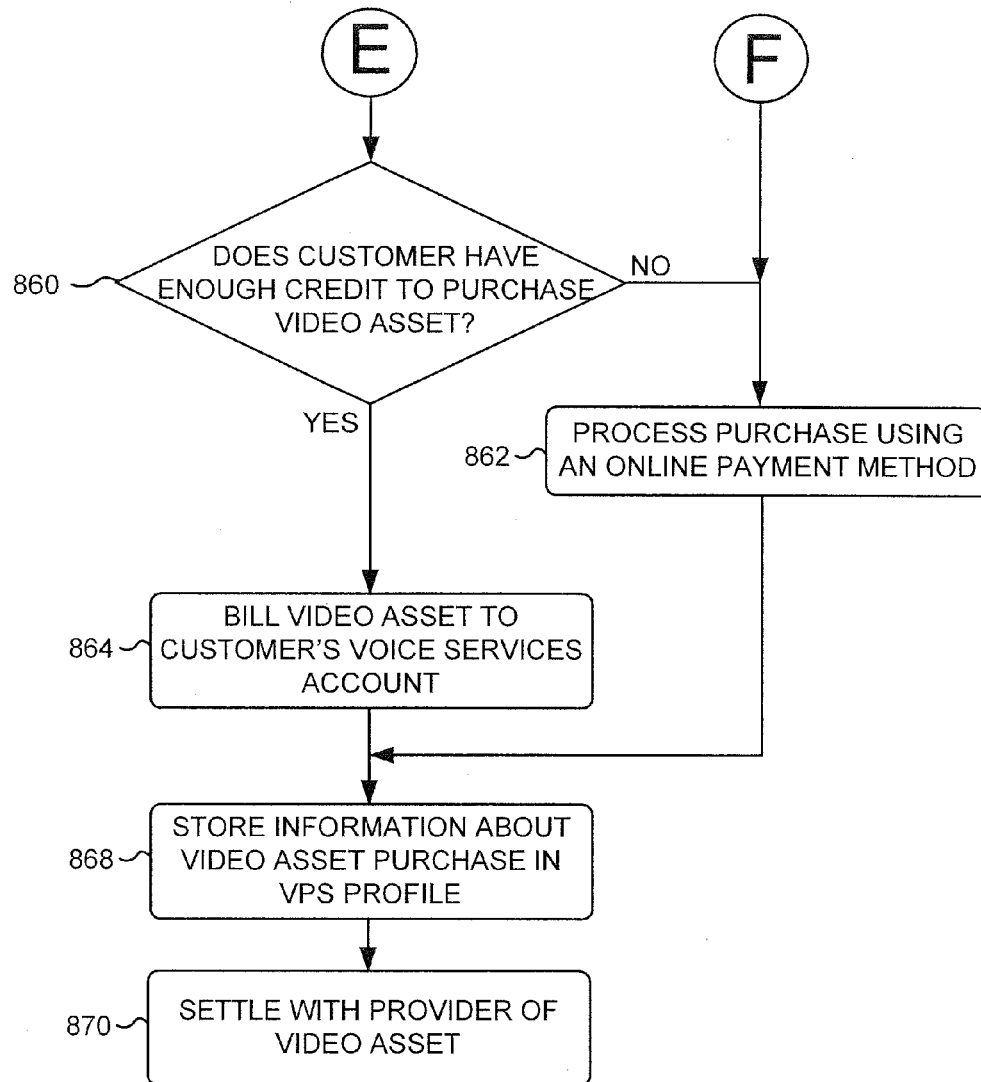 E
F
DOES CUSTOMER HAVE
ENOUGH CREDIT TO PURCHASE
VIDEO ASSET?
860
NO
YES
PROCESS PURCHASE USING
AN ONLINE PAYMENT METHOD
862
BILL VIDEO ASSET TO
CUSTOMER'S VOICE SERVICES
ACCOUNT
864
STORE INFORMATION ABOUT
VIDEO ASSET PURCHASE IN
VPS PROFILE
868
SETTLE WITH PROVIDER OF
VIDEO ASSET
870